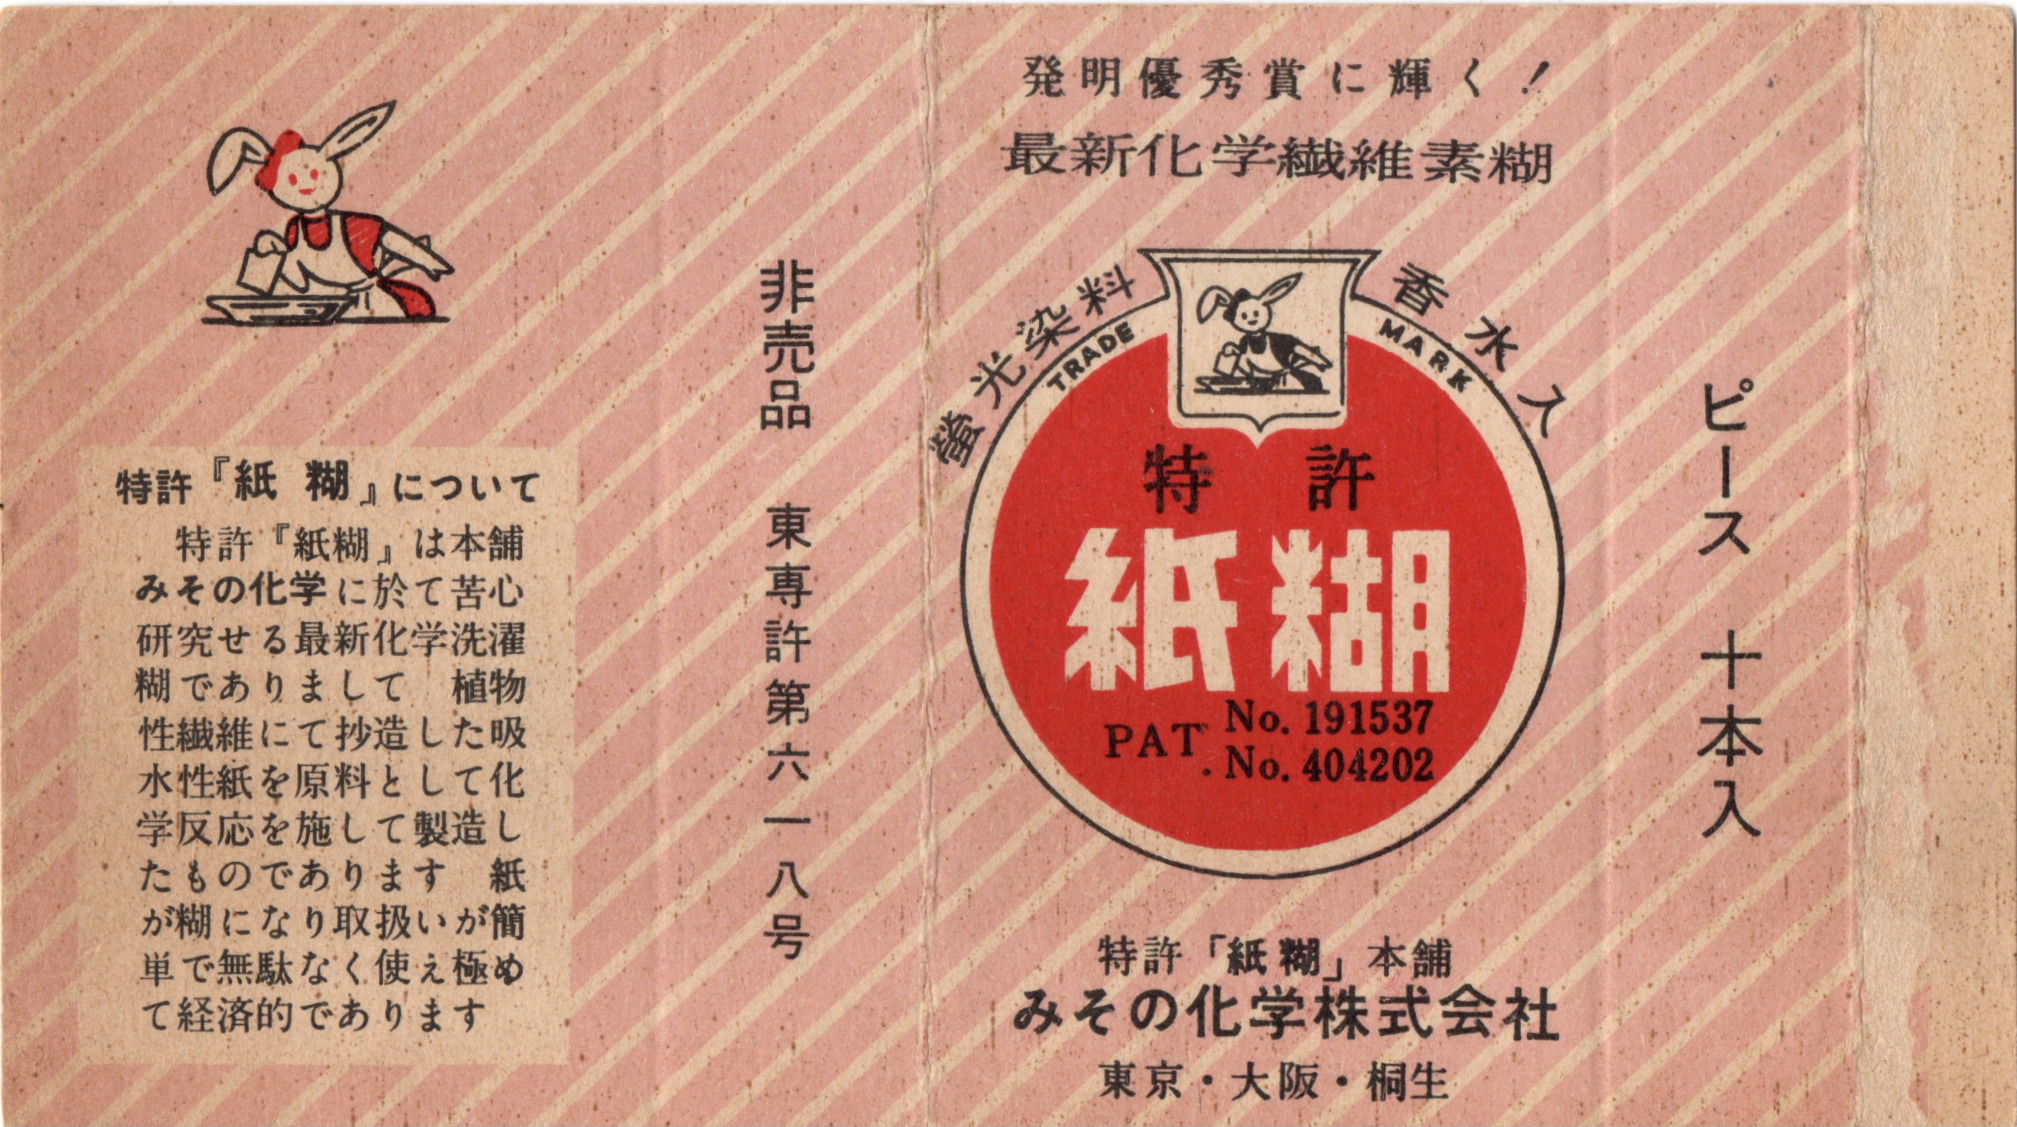 特許『紙糊』について
特許『紙糊』は本舗
みその化学に於て苦心
研究せる最新化学洗濯
糊でありまして　植物
性繊維にて抄造した吸
水性紙を原料として化
学反応を施して製造し
たものであります　紙
が糊になり取扱いが簡
単で無駄なく使え極め
て経済的であります
非売品　東専許第六一八号
発明優秀賞に輝く！
最新化学繊維素糊
螢光染料　香水入
TRADE MARK
特許
紙糊
PAT. No. 191537
No. 404202
特許「紙糊」本舗
みその化学株式会社
東京・大阪・桐生
ピース　十本入